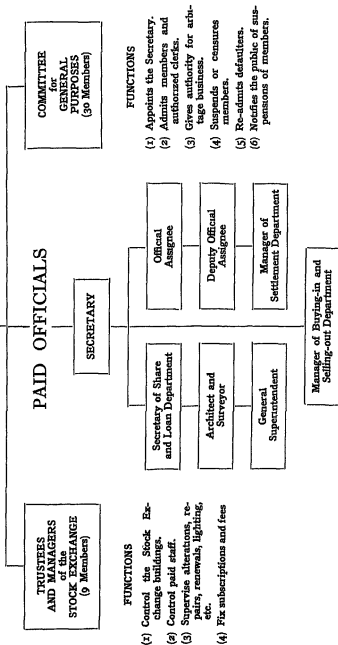 TRUSTEES
AND MANAGERS
of the
STOCK EXCHANGE
(9 Members)
FUNCTIONS
(1) Control the Stock Ex-
change buildings.
(2) Control paid staff.
(3) Supervise alterations, re-
pairs, renewals, lighting,
etc.
(4) Fix subscriptions and fees
PAID OFFICIALS
SECRETARY
Secretary of Share
and Loan Department
Architect and
Surveyor
General
Superintendent
Official
Assignee
Deputy Official
Assignee
Manager of
Settlement Department
Manager of Buying-in and
Selling-out Department
COMMITTEE
for
GENERAL
PURPOSES
(30 Members)
FUNCTIONS
(1) Appoints the Secretary.
(2) Admits members and
authorized clerks.
(3) Gives authority for arbi-
trage business.
(4) Suspends or censures
members.
(5) Re-admits defaulters.
(6) Notifies the public of sus-
pensions of members.